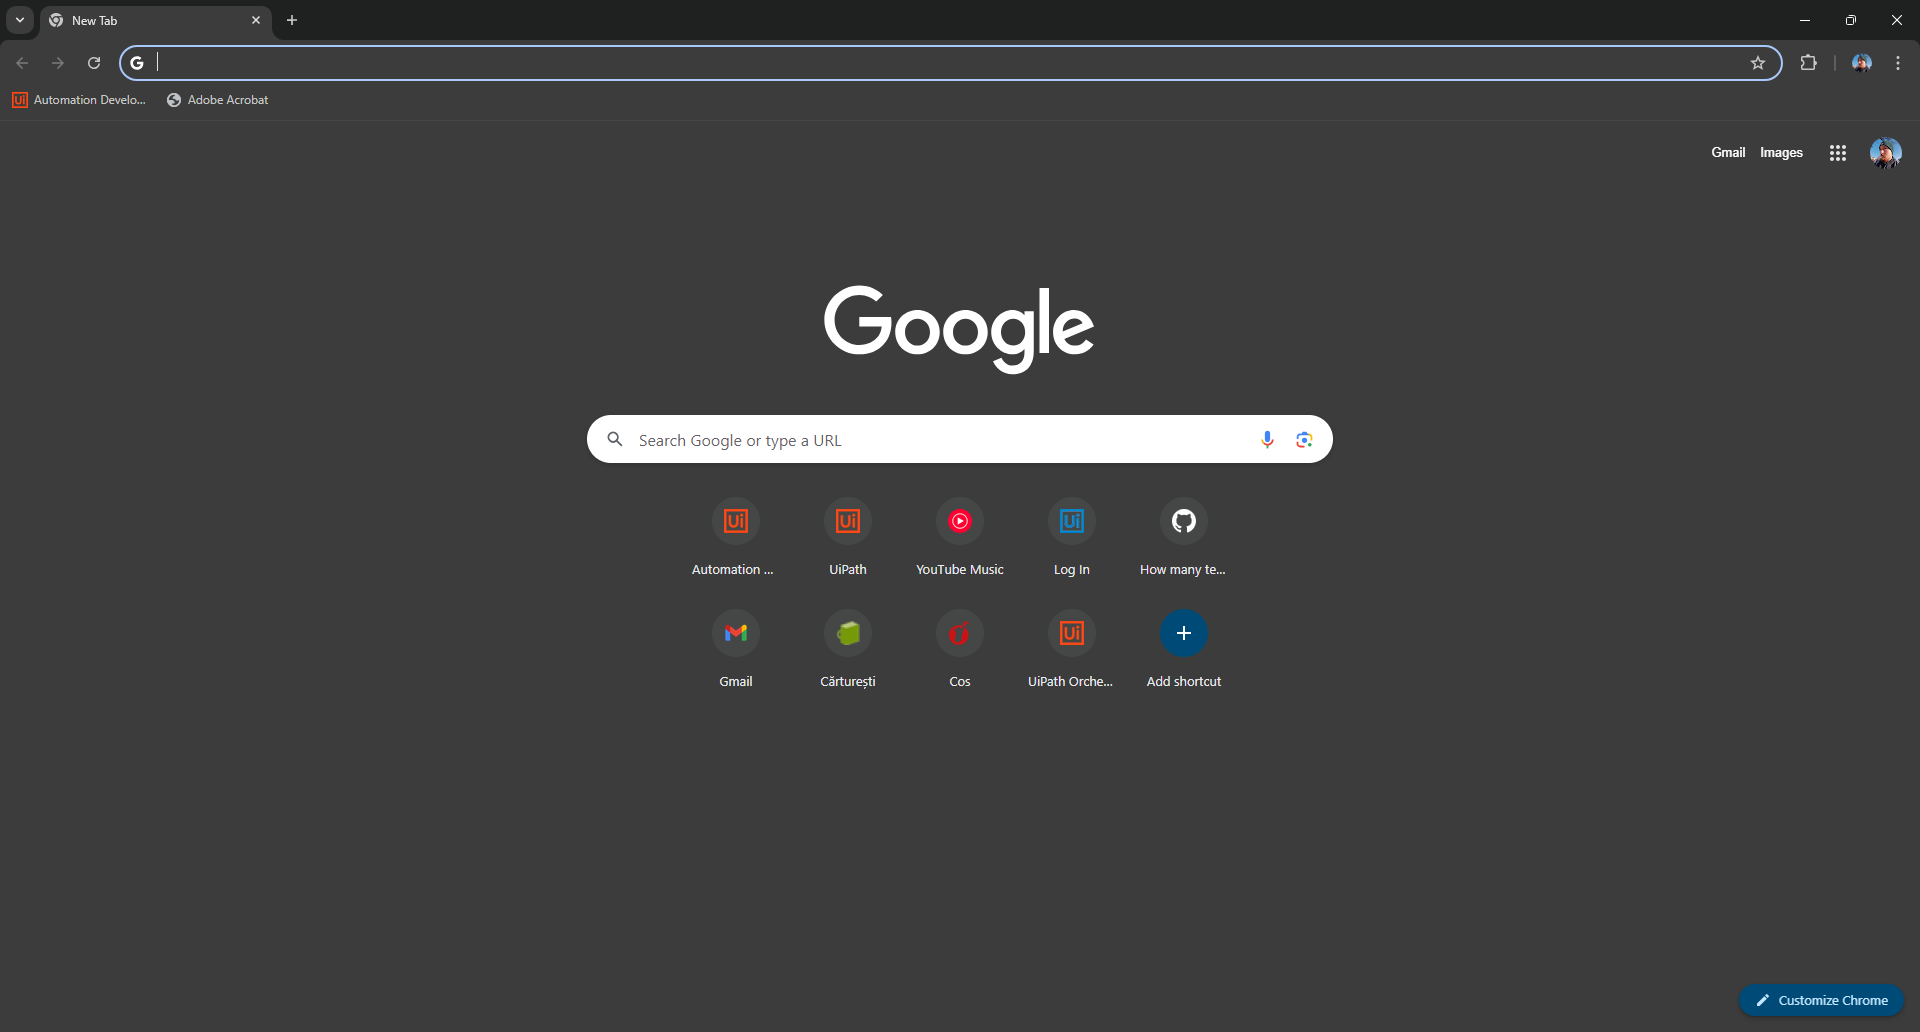 New Tab
Automation Develo...
Adobe Acrobat
Gmail Images
Google
Search Google or type a URL
Ui Ui Ui
Automation ... UiPath YouTube Music Log In How many te...
Ui
Gmail Cărturești Cos UiPath Orche... Add shortcut
Customize Chrome